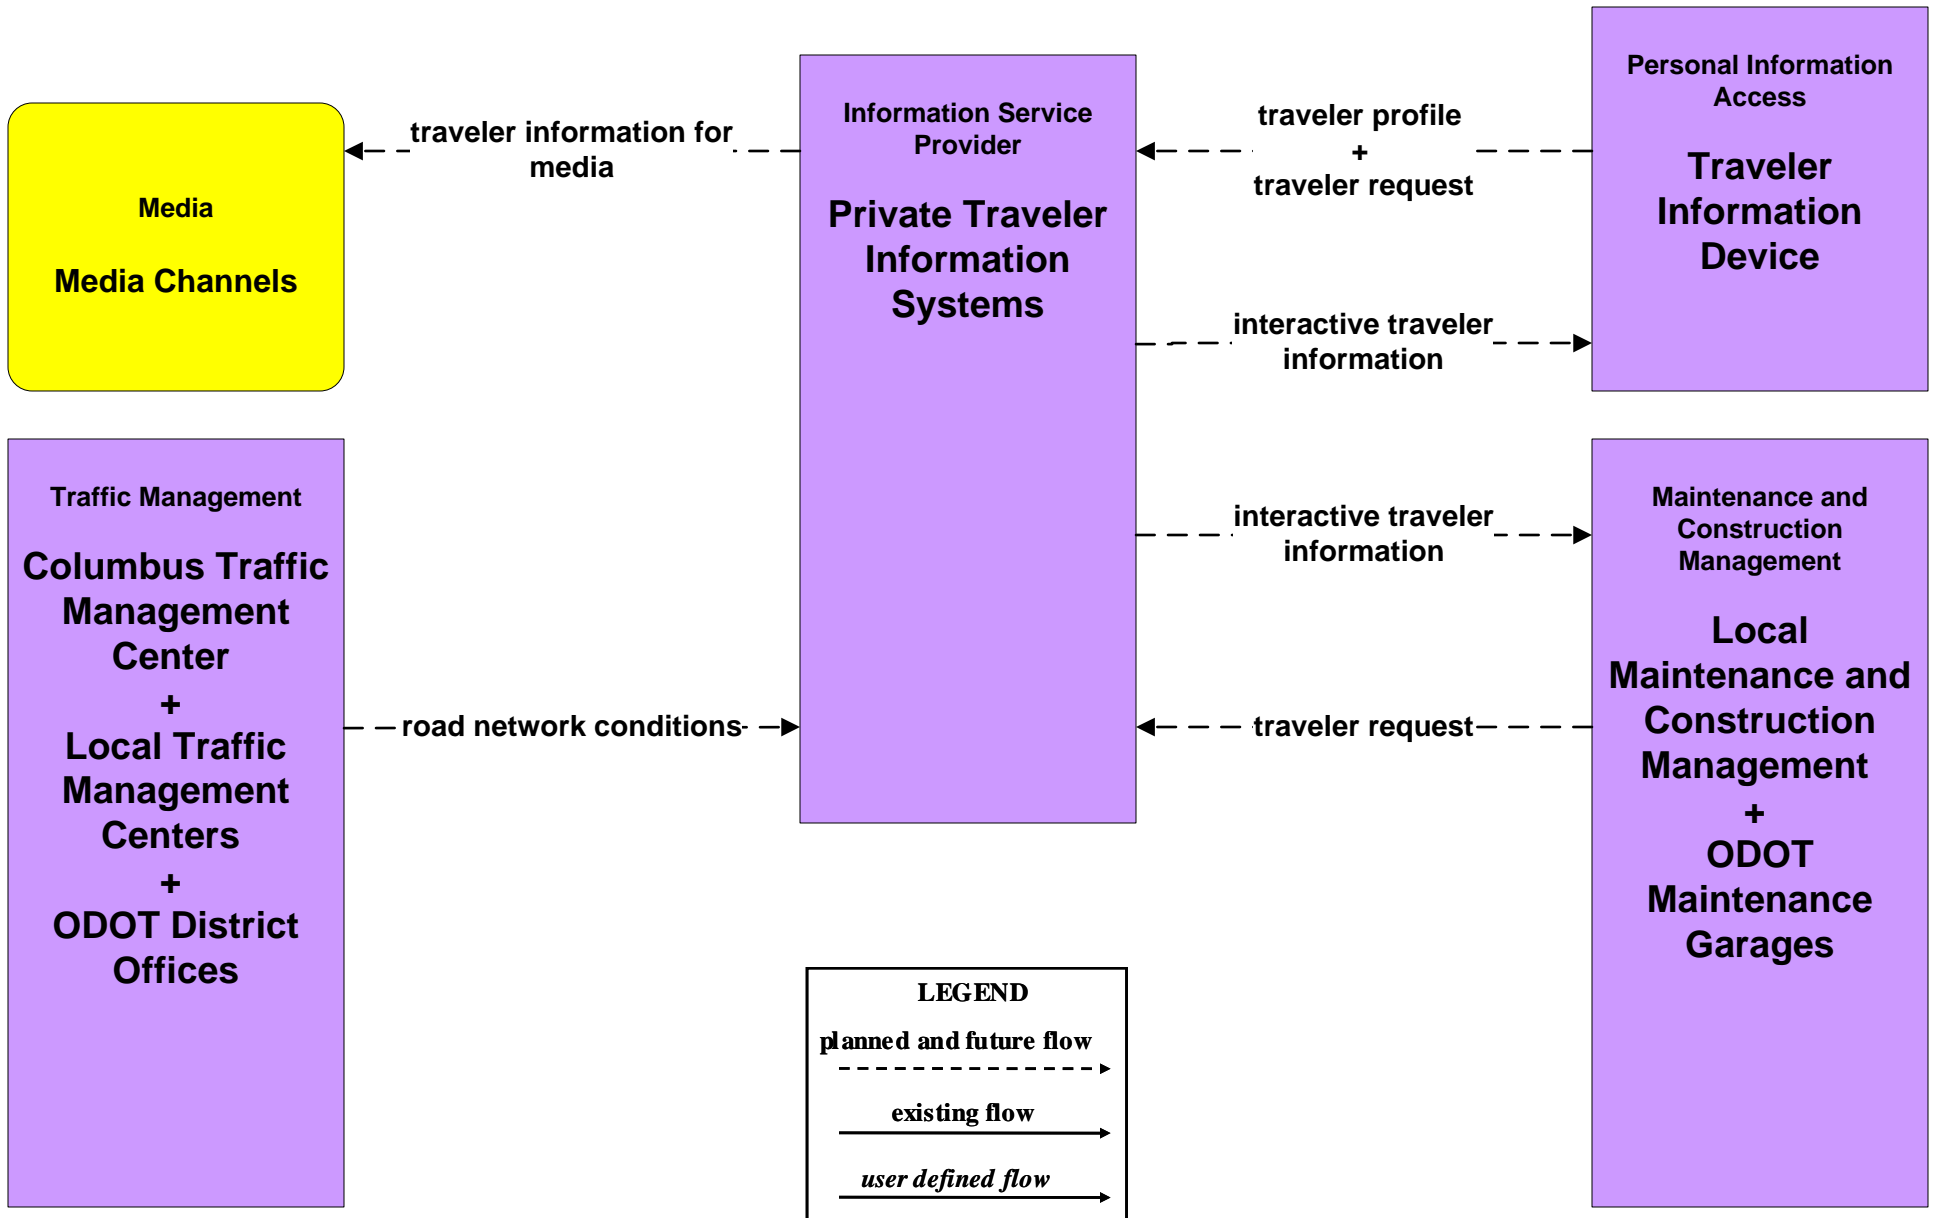 Media
Media Channels
traveler information for
media
Information Service
Provider
Private Traveler
Information
Systems
traveler profile
+
traveler request
Personal Information
Access
Traveler
Information
Device
interactive traveler
information
Traffic Management
Columbus Traffic
Management
Center
+
Local Traffic
Management
Centers
+
ODOT District
Offices
road network conditions
interactive traveler
information
traveler request
Maintenance and
Construction
Management
Local
Maintenance and
Construction
Management
+
ODOT
Maintenance
Garages
LEGEND
planned and future flow
existing flow
user defined flow